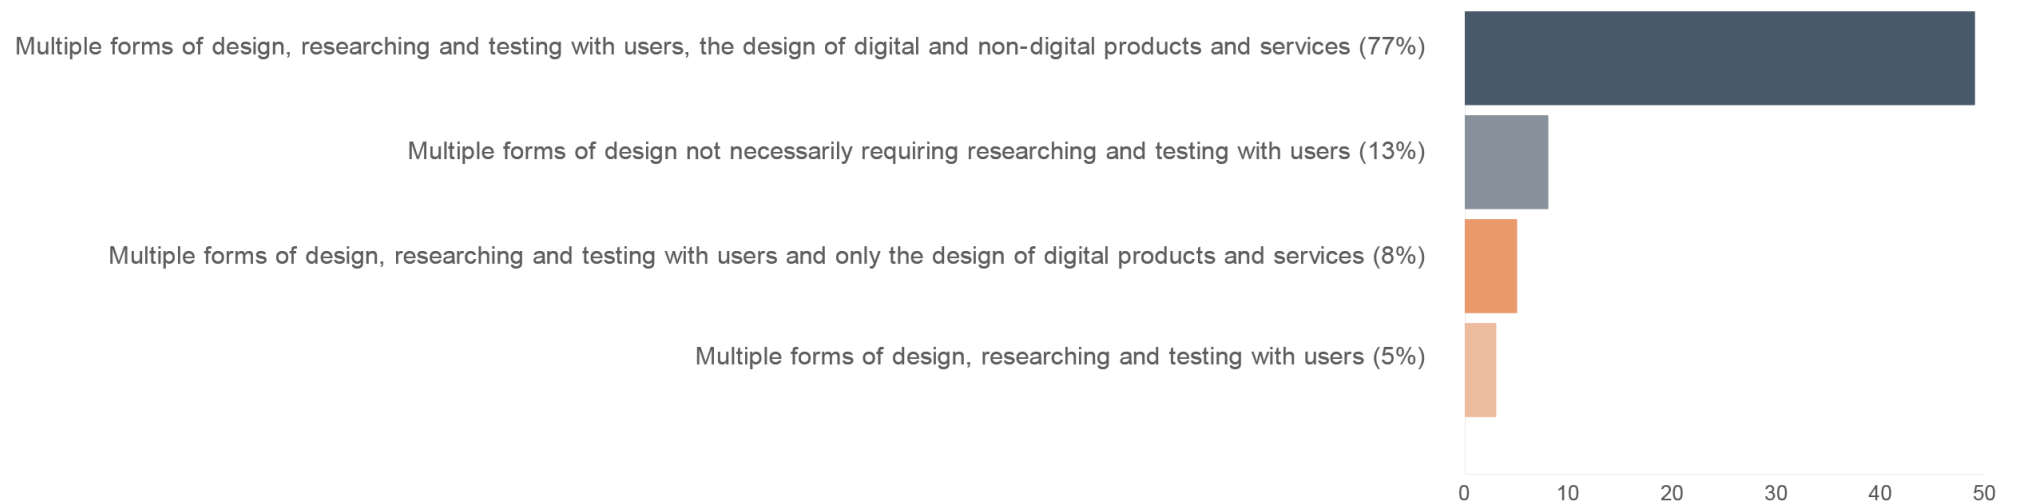 Multiple forms of design, researching and testing with users, the design of digital and non-digital products and services (77%)
Multiple forms of design not necessarily requiring researching and testing with users (13%)
Multiple forms of design, researching and testing with users and only the design of digital products and services (8%)
Multiple forms of design, researching and testing with users (5%)
0 10 20 30 40 50